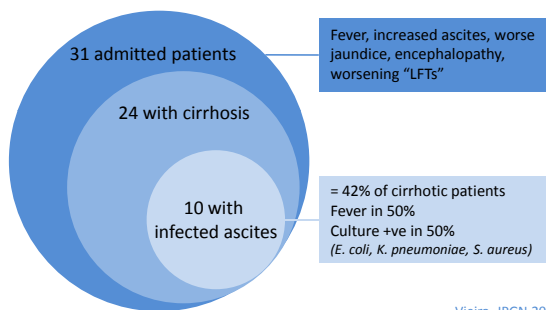 31 admitted patients
24 with cirrhosis
10 with
infected ascites
Fever, increased ascites, worse
jaundice, encephalopathy,
worsening “LFTs”
= 42% of cirrhotic patients
Fever in 50%
Culture +ve in 50%
(E. coli, K. pneumoniae, S. aureus)